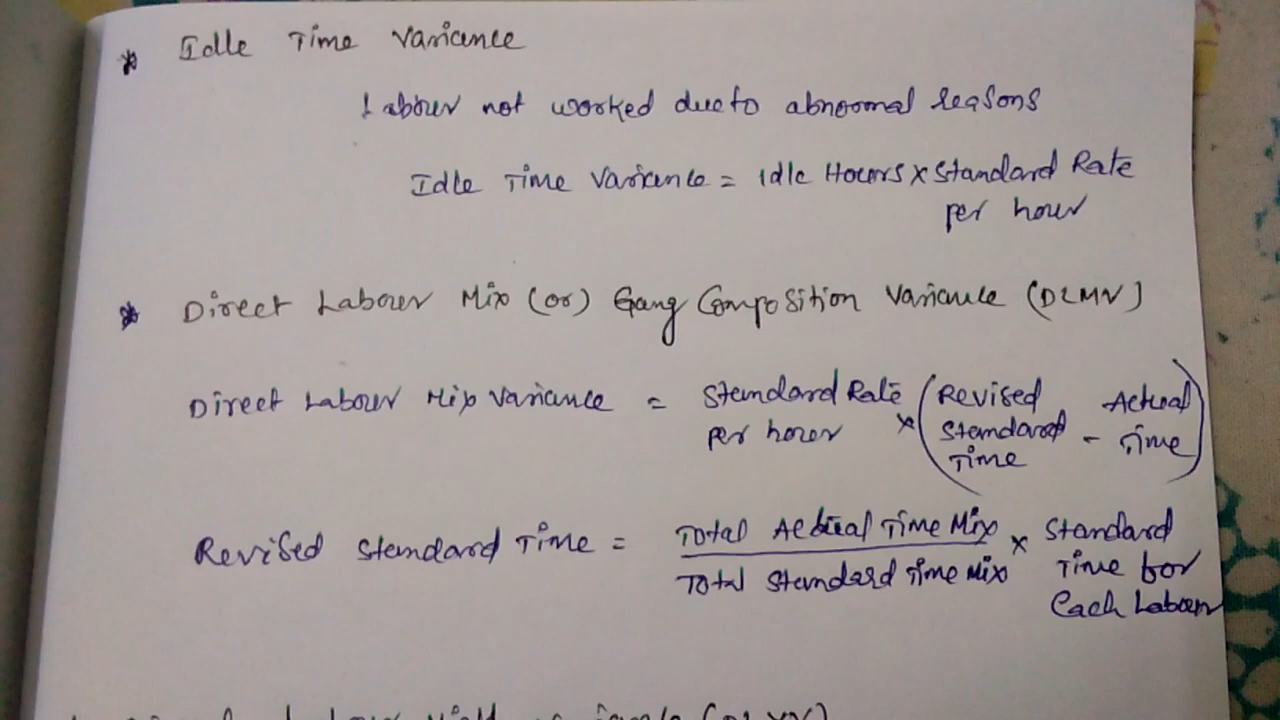 * Idle Time Variance
Labour not worked due to abnormal reasons
Idle Time Variance = Idle Hours x Standard Rate
per hour
* Direct Labour Mix (or) Gang Composition Variance (DLMV)
Direct Labour Mix Variance = Standard Rate per hour x (Revised Standard Time - Actual Time)
Revised Standard Time = Total Actual Time Mix / Total Standard Time Mix x Standard Time for Each Labour